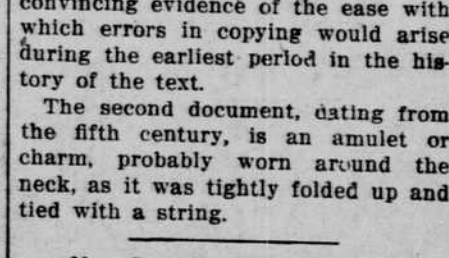 convincing evidence of the ease with
which errors in copying would arise
during the earliest period in the his-
tory of the text.
The second document, dating from
the fifth century, is an amulet or
charm, probably worn around the
neck, as it was tightly folded up and
tied with a string.